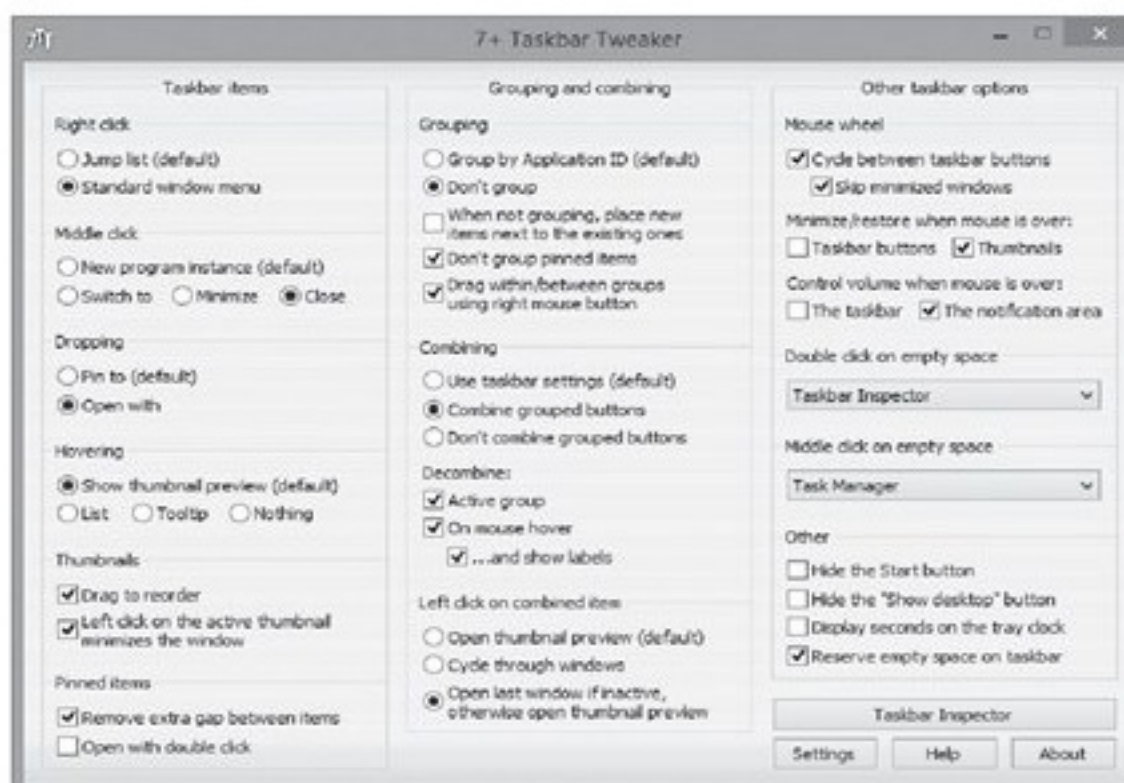 7+ Taskbar Tweaker
Taskbar items
Right click
Jump list (default)
Standard window menu
Middle click
New program instance (default)
Switch to Minimize Close
Dropping
Pin to (default)
Open with
Hovering
Show thumbnail preview (default)
List Tooltip Nothing
Thumbnails
Drag to reorder
Left click on the active thumbnail
minimizes the window
Pinned items
Remove extra gap between items
Open with double click
Grouping and combining
Grouping
Group by Application ID (default)
Don't group
When not grouping, place new
items next to the existing ones
Don't group pinned items
Drag within/between groups
using right mouse button
Combining
Use taskbar settings (default)
Combine grouped buttons
Don't combine grouped buttons
Decombine:
Active group
On mouse hover
...and show labels
Left click on combined item
Open thumbnail preview (default)
Cycle through windows
Open last window if inactive,
otherwise open thumbnail preview
Other taskbar options
Mouse wheel
Cycle between taskbar buttons
Skip minimized windows
Minimize/restore when mouse is over:
Taskbar buttons Thumbnails
Control volume when mouse is over:
The taskbar The notification area
Double click on empty space
Taskbar Inspector
Middle click on empty space
Task Manager
Other
Hide the Start button
Hide the "Show desktop" button
Display seconds on the tray clock
Reserve empty space on taskbar
Taskbar Inspector
Settings Help About